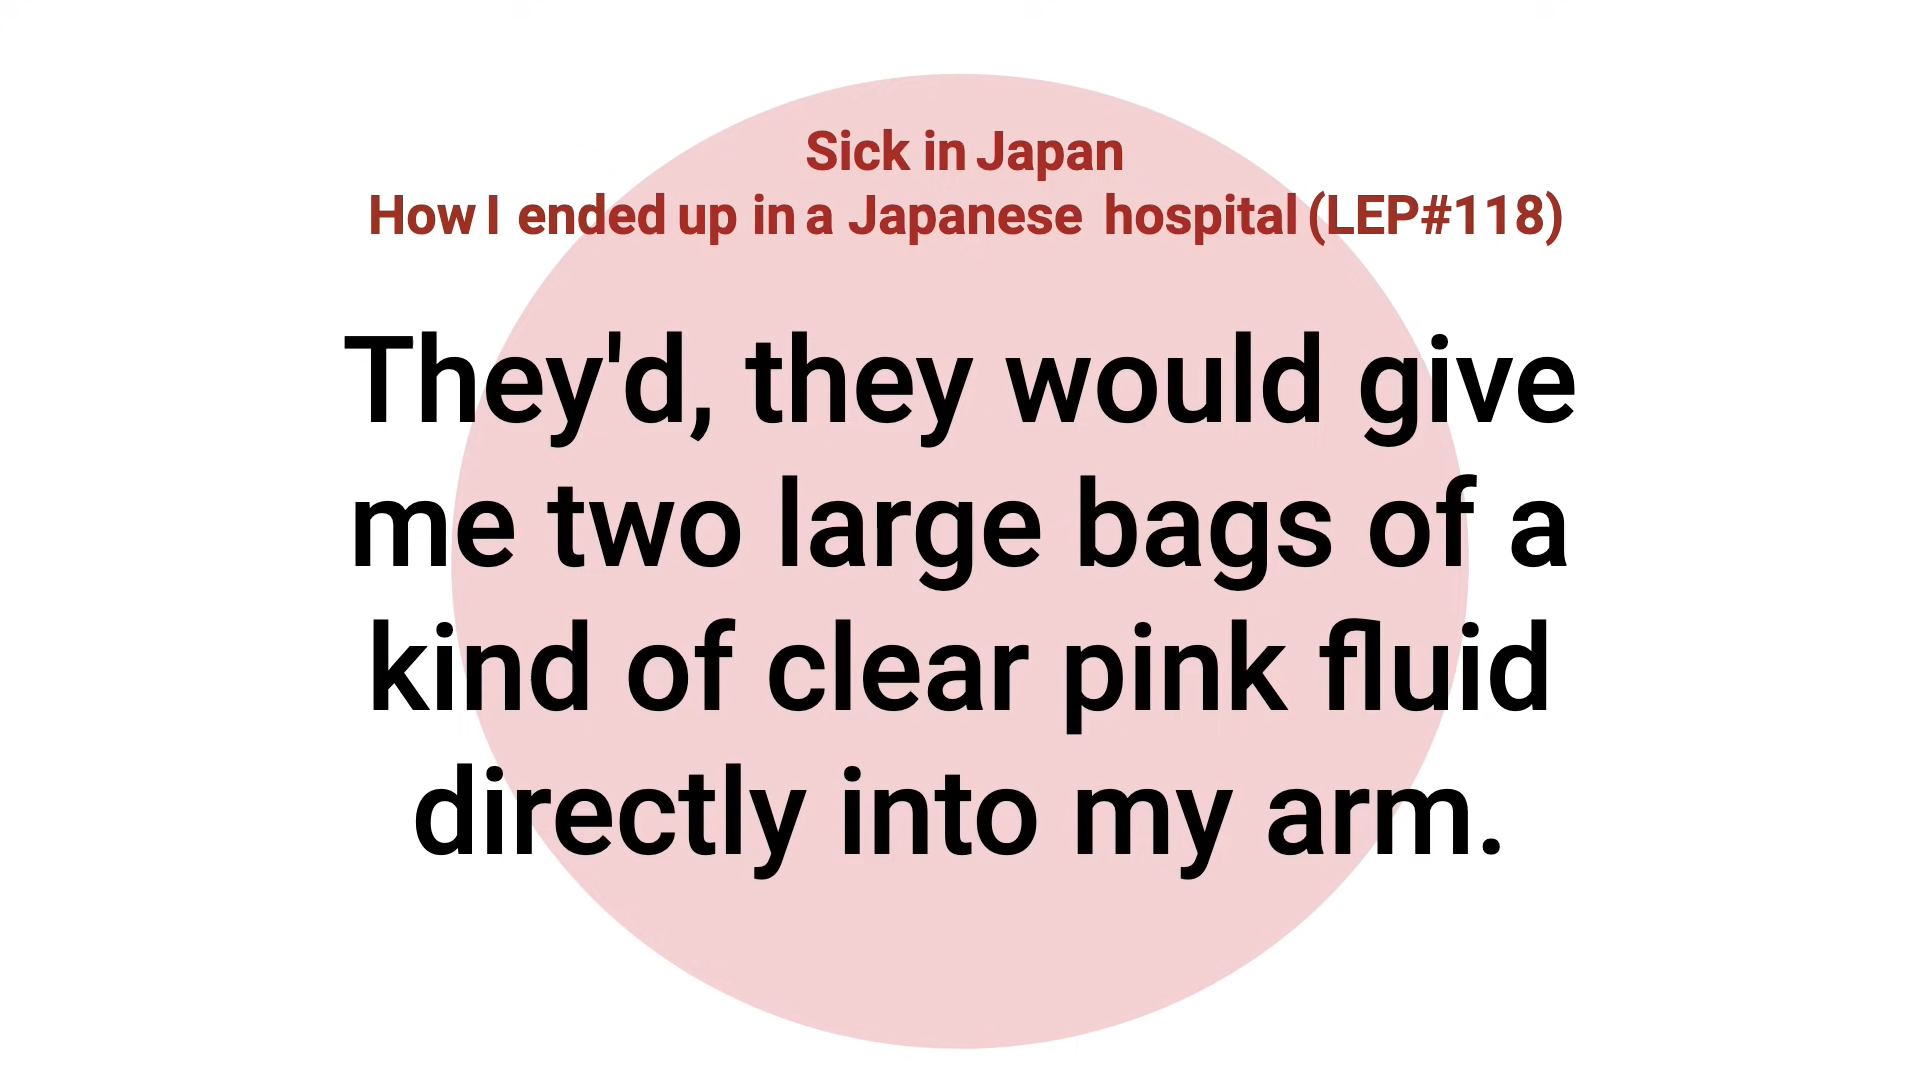 Sick in Japan
How I ended up in a Japanese hospital (LEP#118)
They'd, they would give
me two large bags of a
kind of clear pink fluid
directly into my arm.